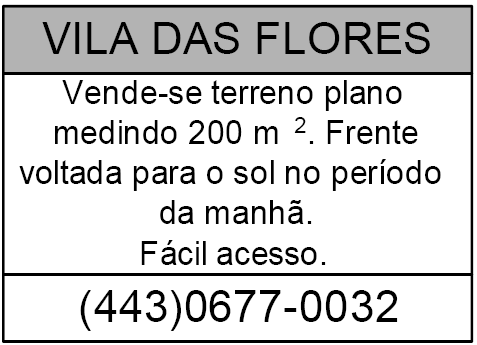 VILA DAS FLORES
Vende-se terreno plano
medindo 200 m ². Frente
voltada para o sol no período
da manhã.
Fácil acesso.
(443)0677-0032